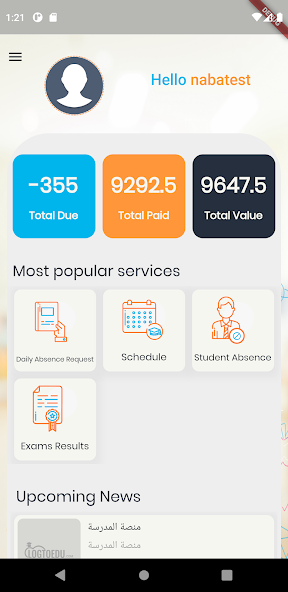 1:21
DEBUG
Hello nabatest
-355
Total Due
9292.5
Total Paid
9647.5
Total Value
Most popular services
Daily Absence Request
Schedule
Student Absence
Exams Results
Upcoming News
منصة المدرسة
منصة المدرسة
LOGTOEDU.com